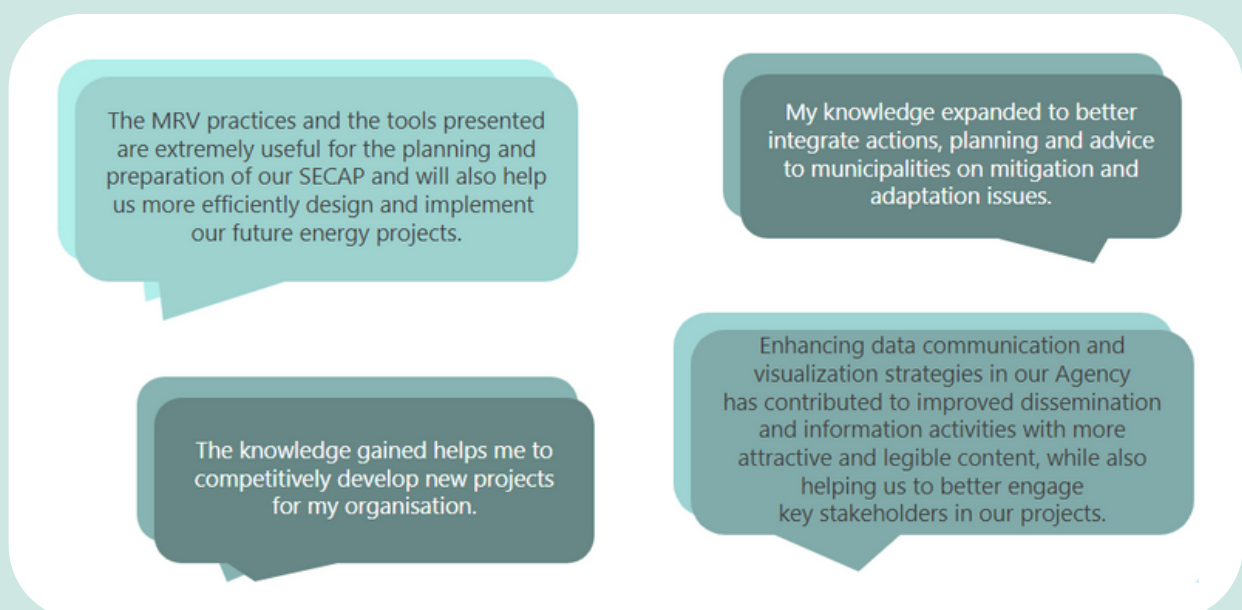 The MRV practices and the tools presented
are extremely useful for the planning and
preparation of our SECAP and will also help
us more efficiently design and implement
our future energy projects.
My knowledge expanded to better
integrate actions, planning and advice
to municipalities on mitigation and
adaptation issues.
The knowledge gained helps me to
competitively develop new projects
for my organisation.
Enhancing data communication and
visualization strategies in our Agency
has contributed to improved dissemination
and information activities with more
attractive and legible content, while also
helping us to better engage
key stakeholders in our projects.